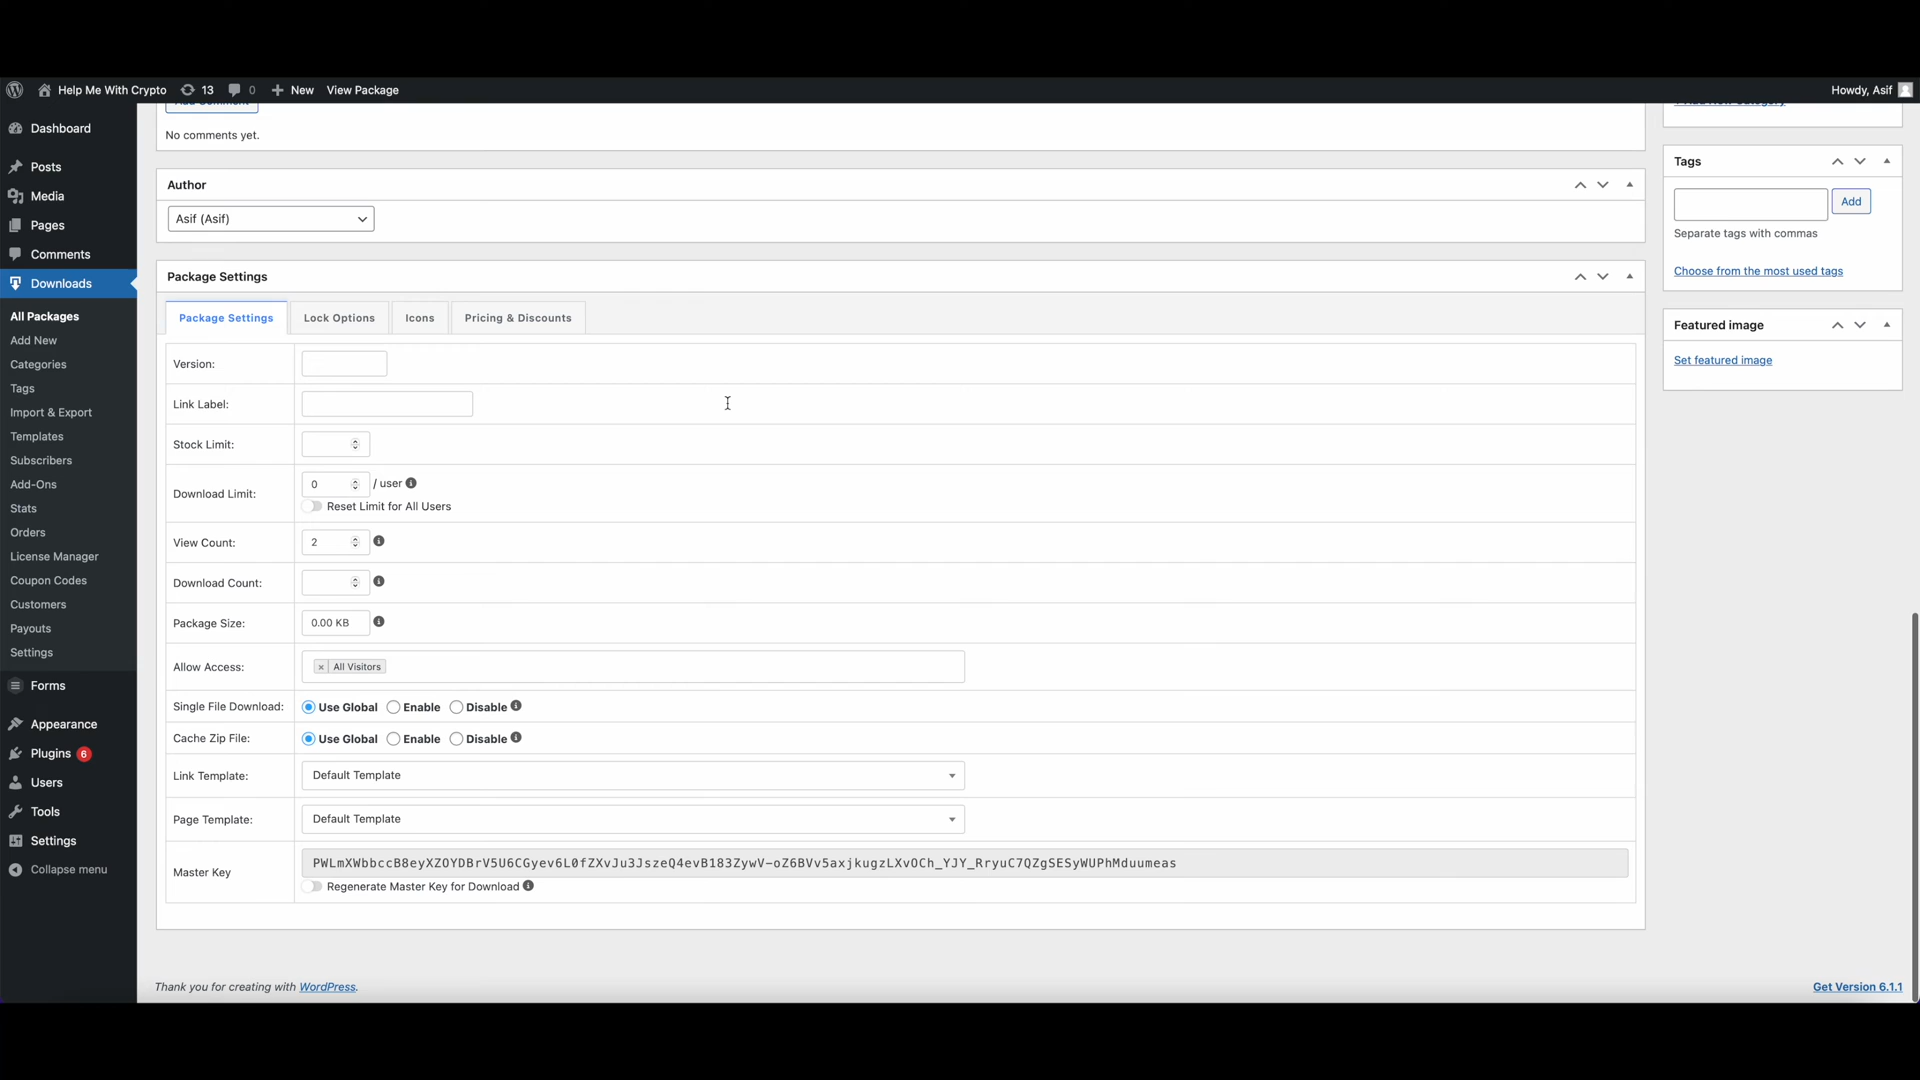 Help Me With Crypto 13 0 New View Package Howdy, Asif
Dashboard
Posts
Media
Pages
Comments
Downloads
All Packages
Add New
Categories
Tags
Import & Export
Templates
Subscribers
Add-Ons
Stats
Orders
License Manager
Coupon Codes
Customers
Payouts
Settings
Forms
Appearance
Plugins 6
Users
Tools
Settings
Collapse menu
Add Comment
No comments yet.
Author
Asif (Asif)
Package Settings
Package Settings Lock Options Icons Pricing & Discounts
Version:
Link Label:
Stock Limit:
Download Limit: 0 / user
Reset Limit for All Users
View Count: 2
Download Count:
Package Size: 0.00 KB
Allow Access: × All Visitors
Single File Download: Use Global Enable Disable
Cache Zip File: Use Global Enable Disable
Link Template: Default Template
Page Template: Default Template
Master Key PWLmXWbbccB8eyXZOYDBrV5U6CGyev6L0fZXvJu3JszeQ4evB183ZywV-oZ6BVv5axjkugzLXvOCh_YJY_RryuC7QZgSESyWUPhMduumeas
Regenerate Master Key for Download
+ Add New Category
Tags
Add
Separate tags with commas
Choose from the most used tags
Featured image
Set featured image
Thank you for creating with WordPress.
Get Version 6.1.1